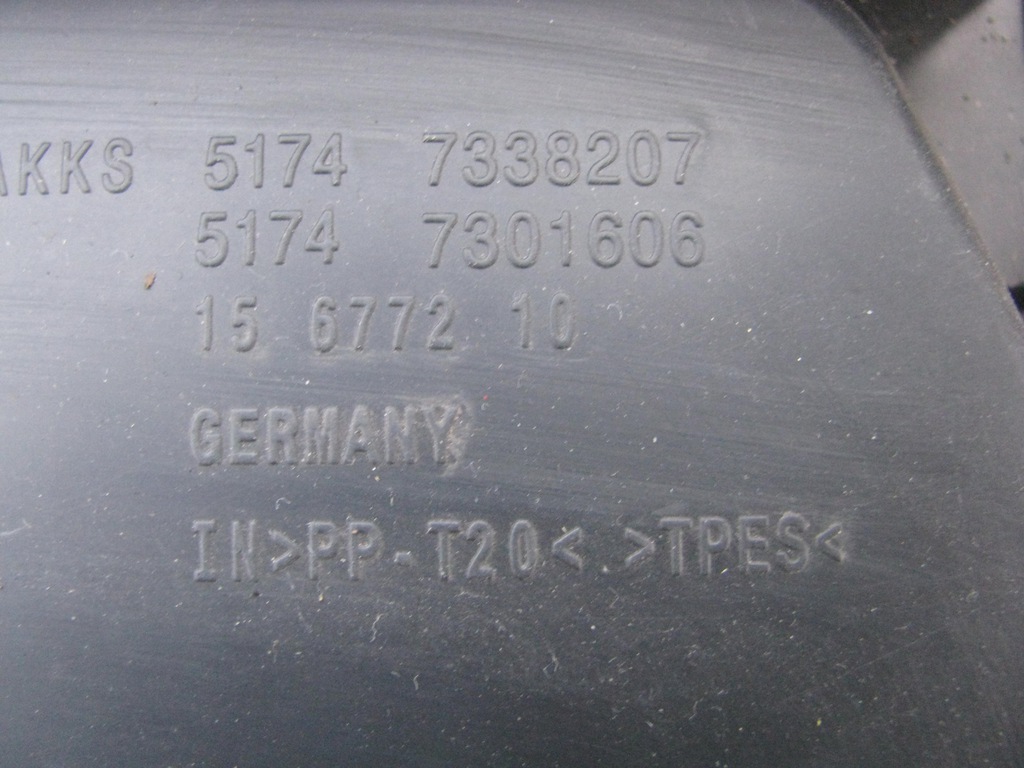 AKKS 5174 7338207
5174 7301606
15 6772 10
GERMANY
IN>PP-T20< >TPES<